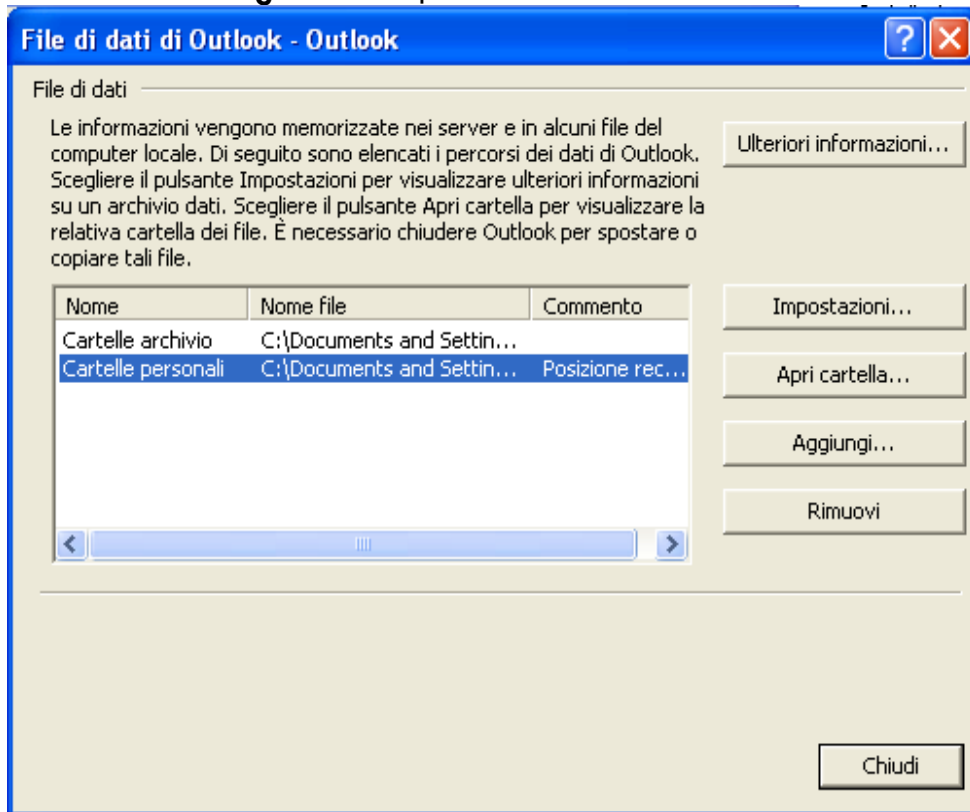 File di dati di Outlook - Outlook
File di dati
Le informazioni vengono memorizzate nei server e in alcuni file del
computer locale. Di seguito sono elencati i percorsi dei dati di Outlook.
Scegliere il pulsante Impostazioni per visualizzare ulteriori informazioni
su un archivio dati. Scegliere il pulsante Apri cartella per visualizzare la
relativa cartella dei file. È necessario chiudere Outlook per spostare o
copiare tali file.
Ulteriori informazioni...
Nome Nome file Commento
Cartelle archivio C:\Documents and Settin...
Cartelle personali C:\Documents and Settin... Posizione rec...
Impostazioni...
Apri cartella...
Aggiungi...
Rimuovi
Chiudi